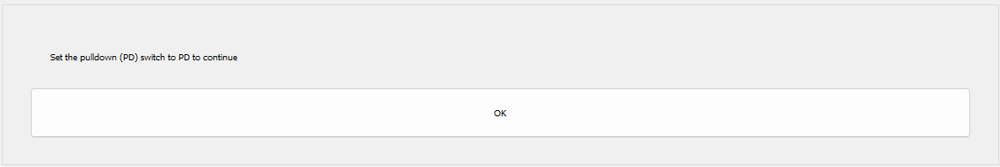 Set the pulldown (PD) switch to PD to continue
OK